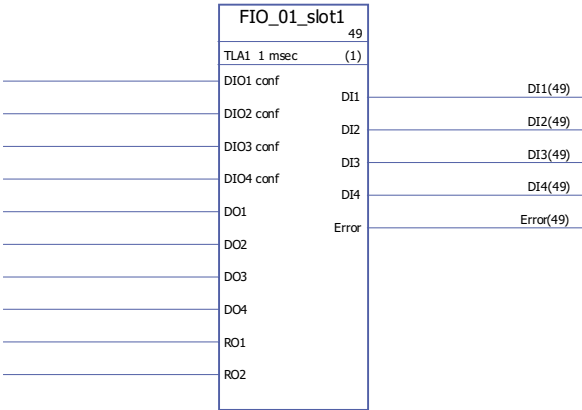 FIO_01_slot1
49
TLA1 1 msec (1)
DIO1 conf
DI1 DI1(49)
DIO2 conf
DI2 DI2(49)
DIO3 conf
DI3 DI3(49)
DIO4 conf
DI4 DI4(49)
DO1
Error Error(49)
DO2
DO3
DO4
RO1
RO2